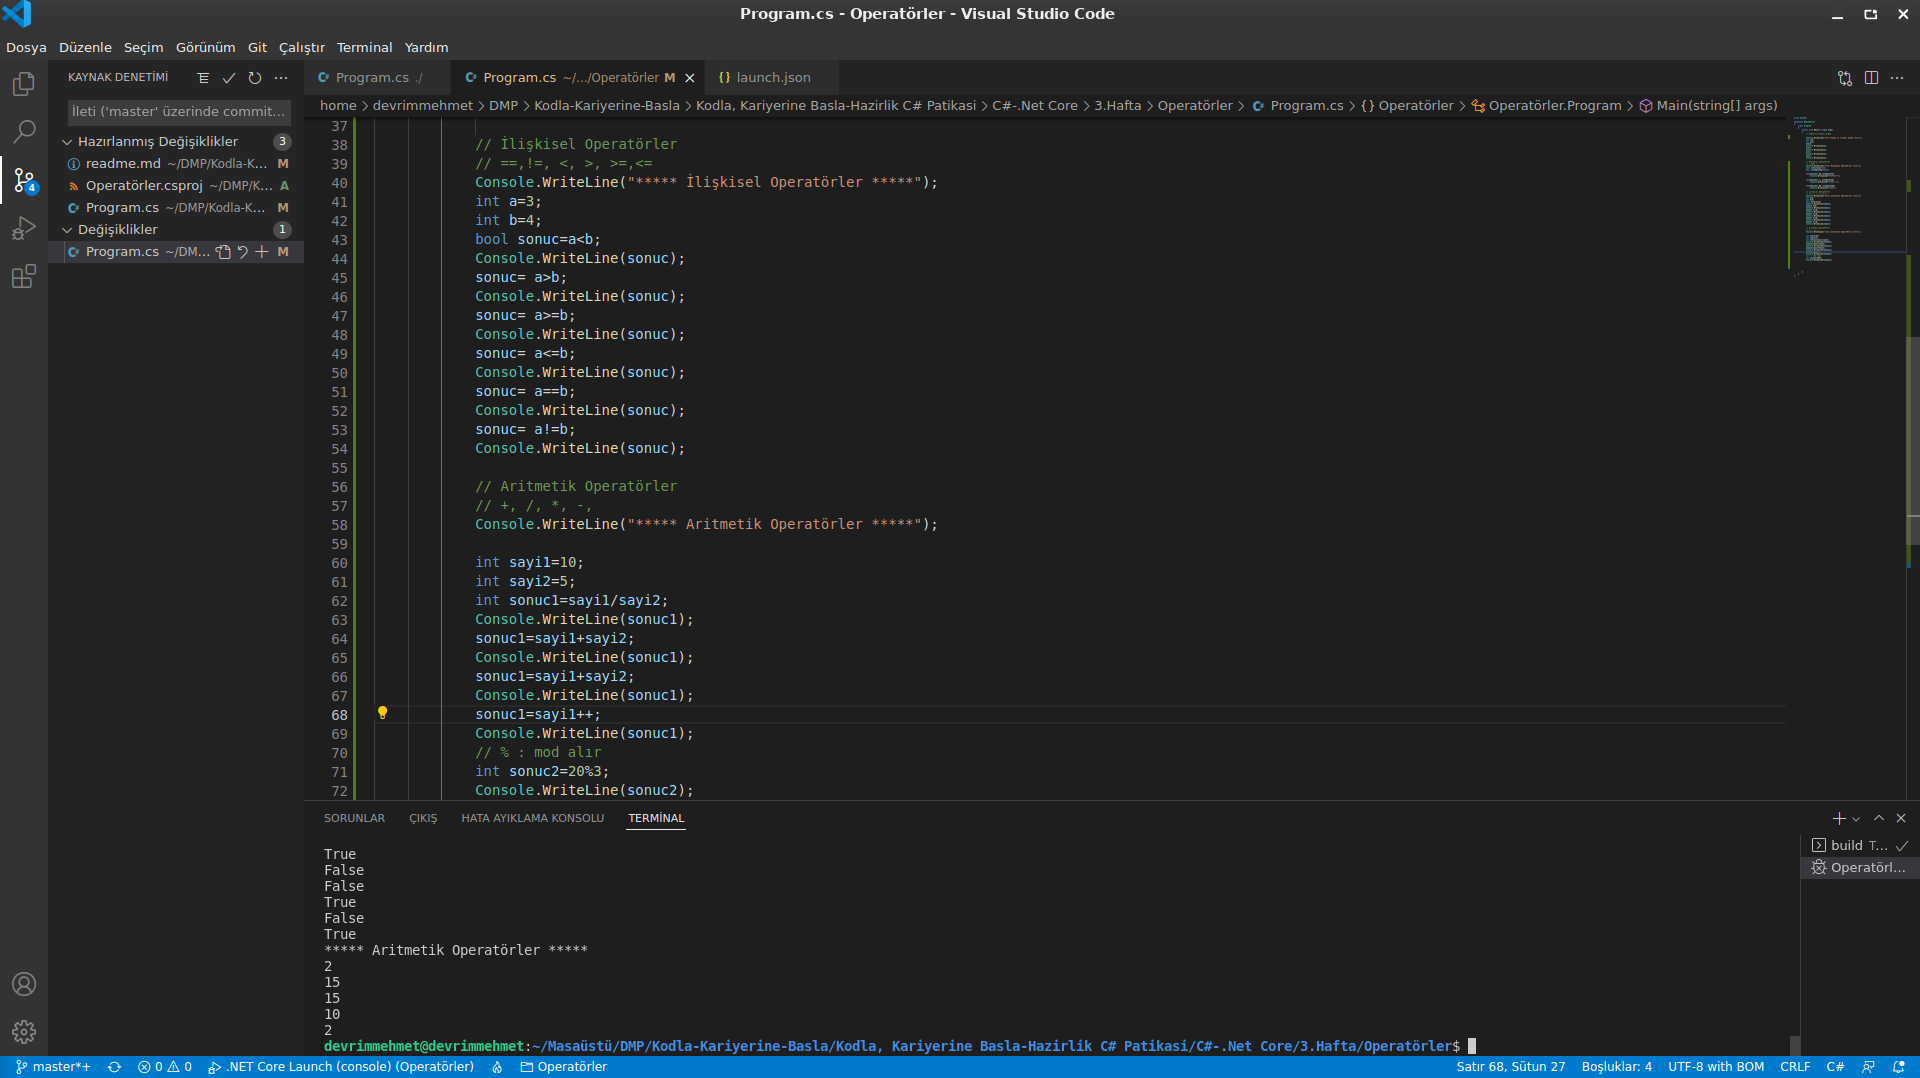 Program.cs - Operatörler - Visual Studio Code
Dosya Düzenle Seçim Görünüm Git Çalıştır Terminal Yardım
KAYNAK DENETİMİ
İleti ('master' üzerinde commit...
Hazırlanmış Değişiklikler 3
readme.md ~/DMP/Kodla-K... M
Operatörler.csproj ~/DMP/K... A
Program.cs ~/DMP/Kodla-K... M
Değişiklikler 1
Program.cs ~/DM... M
4
Program.cs ./
Program.cs ~/.../Operatörler M
launch.json
home > devrimmehmet > DMP > Kodla-Kariyerine-Basla > Kodla, Kariyerine Basla-Hazirlik C# Patikasi > C#-.Net Core > 3.Hafta > Operatörler > Program.cs > {} Operatörler > Operatörler.Program > Main(string[] args)
37
38 // İlişkisel Operatörler
39 // ==,!=, <, >, >=,<=
40 Console.WriteLine("***** İlişkisel Operatörler *****");
41 int a=3;
42 int b=4;
43 bool sonuc=a<b;
44 Console.WriteLine(sonuc);
45 sonuc= a>b;
46 Console.WriteLine(sonuc);
47 sonuc= a>=b;
48 Console.WriteLine(sonuc);
49 sonuc= a<=b;
50 Console.WriteLine(sonuc);
51 sonuc= a==b;
52 Console.WriteLine(sonuc);
53 sonuc= a!=b;
54 Console.WriteLine(sonuc);
55
56 // Aritmetik Operatörler
57 // +, /, *, -,
58 Console.WriteLine("***** Aritmetik Operatörler *****");
59
60 int sayi1=10;
61 int sayi2=5;
62 int sonuc1=sayi1/sayi2;
63 Console.WriteLine(sonuc1);
64 sonuc1=sayi1+sayi2;
65 Console.WriteLine(sonuc1);
66 sonuc1=sayi1+sayi2;
67 Console.WriteLine(sonuc1);
68 sonuc1=sayi1++;
69 Console.WriteLine(sonuc1);
70 // % : mod alır
71 int sonuc2=20%3;
72 Console.WriteLine(sonuc2);
SORUNLAR ÇIKIŞ HATA AYIKLAMA KONSOLU TERMİNAL
True
False
False
True
False
True
***** Aritmetik Operatörler *****
2
15
15
10
2
devrimmehmet@devrimmehmet:~/Masaüstü/DMP/Kodla-Kariyerine-Basla/Kodla, Kariyerine Basla-Hazirlik C# Patikasi/C#-.Net Core/3.Hafta/Operatörler$
build T...
Operatörl...
master*+ 0 0 .NET Core Launch (console) (Operatörler) Operatörler Satır 68, Sütun 27 Boşluklar: 4 UTF-8 with BOM CRLF C#